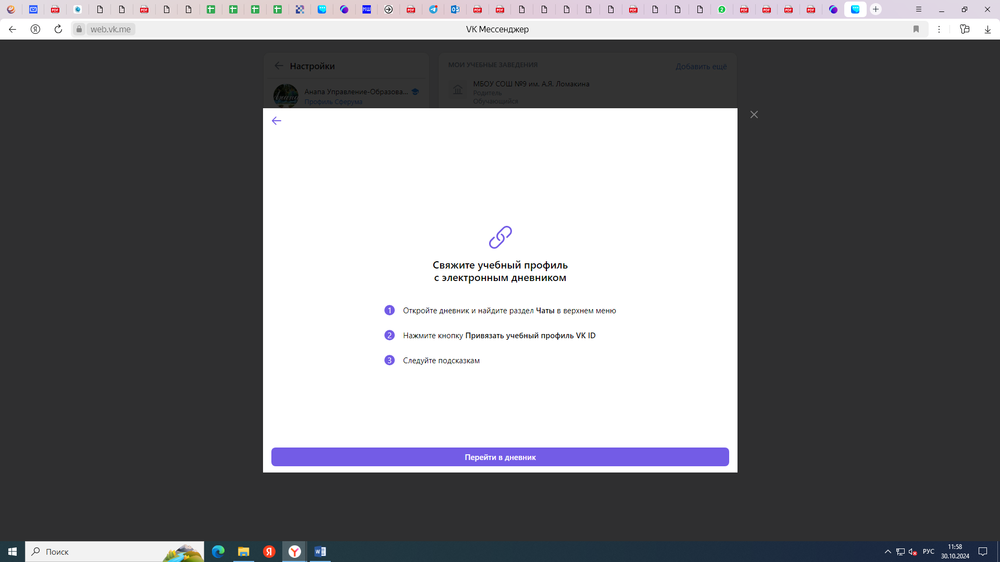 web.vk.me
VK Мессенджер
Настройки
Анапа Управление-Образова...
Профиль Сферума
МОИ УЧЕБНЫЕ ЗАВЕДЕНИЯ
Добавить ещё
МБОУ СОШ №9 им. А.Я. Ломакина
Родитель
Обучающийся
Свяжите учебный профиль
с электронным дневником
1 Откройте дневник и найдите раздел Чаты в верхнем меню
2 Нажмите кнопку Привязать учебный профиль VK ID
3 Следуйте подсказкам
Перейти в дневник
Поиск
РУС
11:58
30.10.2024